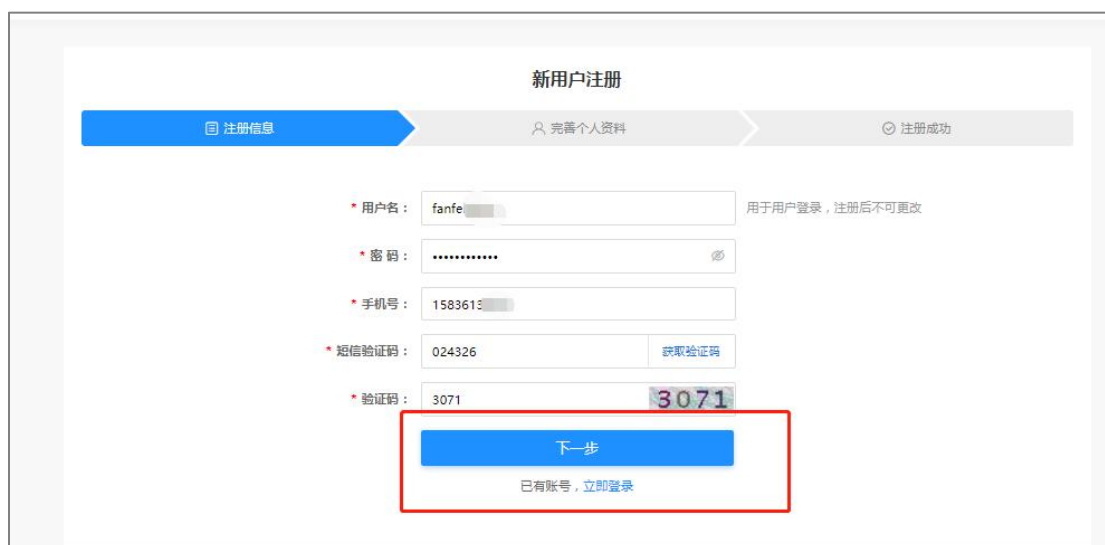 新用户注册
注册信息
完善个人资料
注册成功
* 用户名： fanfe 用于用户登录，注册后不可更改
* 密码： ••••••••••••
* 手机号： 1583613
* 短信验证码： 024326 获取验证码
* 验证码： 3071 3071
下一步
已有账号，立即登录